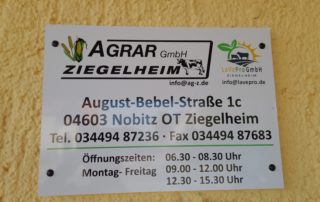 AGRAR GmbH
ZIEGELHEIM
info@ag-z.de
LaVePro GmbH
ZIEGELHEIM
info@lavepro.de
August-Bebel-Straße 1c
04603 Nobitz OT Ziegelheim
Tel. 034494 87236 · Fax 034494 87683
Öffnungszeiten: 06.30 - 08.30 Uhr
Montag- Freitag 09.00 - 12.00 Uhr
12.30 - 15.30 Uhr